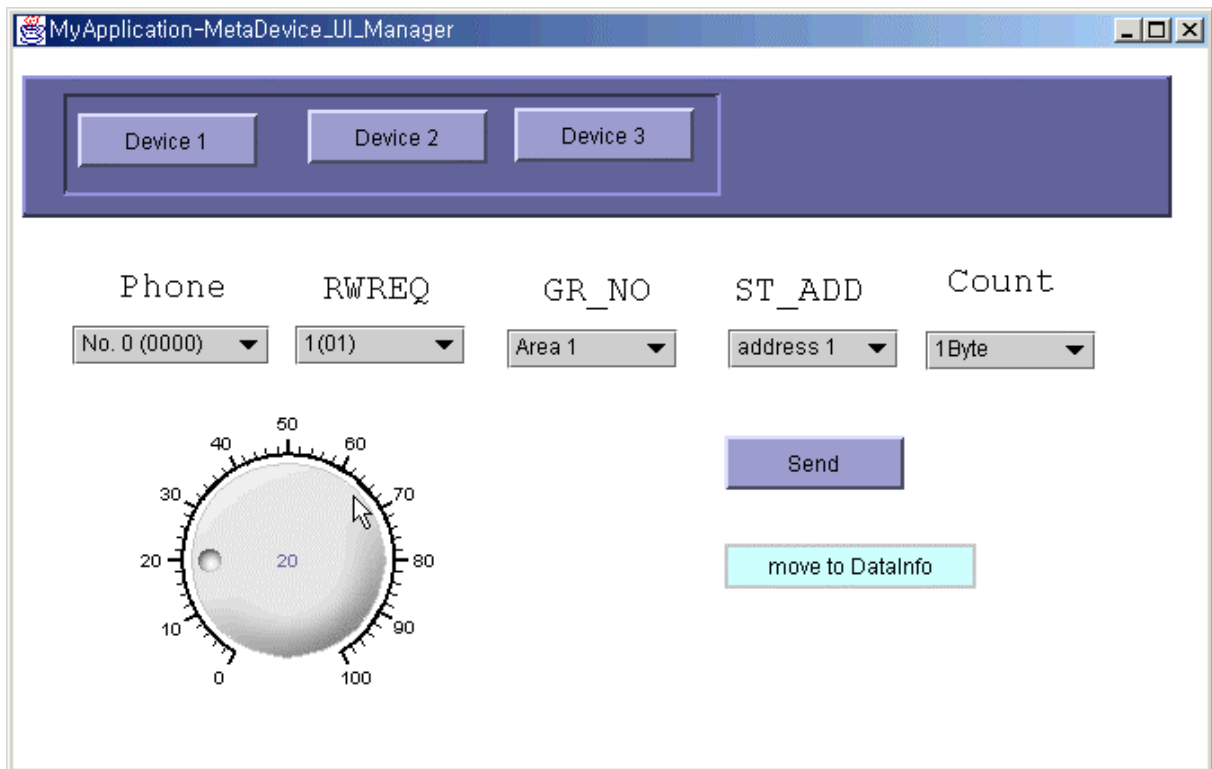 MyApplication-MetaDevice_UI_Manager
Device 1
Device 2
Device 3
Phone
RWREQ
GR_NO
ST_ADD
Count
No. 0 (0000)
1(01)
Area 1
address 1
1Byte
0
10
20
30
40
50
60
70
80
90
100
20
Send
move to DataInfo